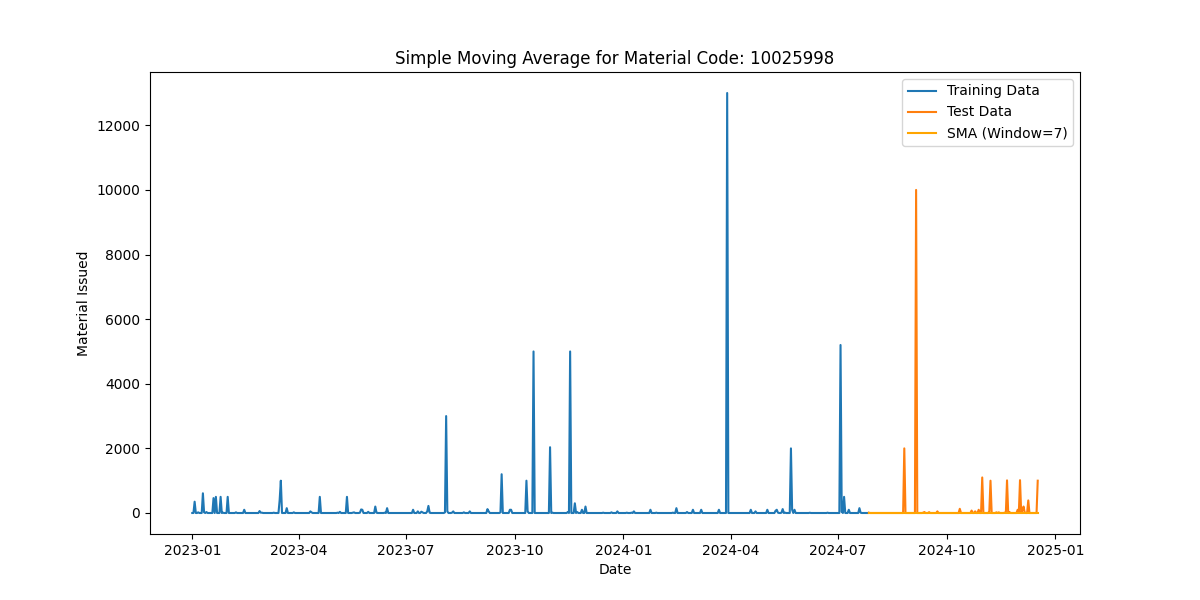 Simple Moving Average for Material Code: 10025998
Training Data
Test Data
SMA (Window=7)
Material Issued
12000
10000
8000
6000
4000
2000
0
2023-01
2023-04
2023-07
2023-10
2024-01
2024-04
2024-07
2024-10
2025-01
Date